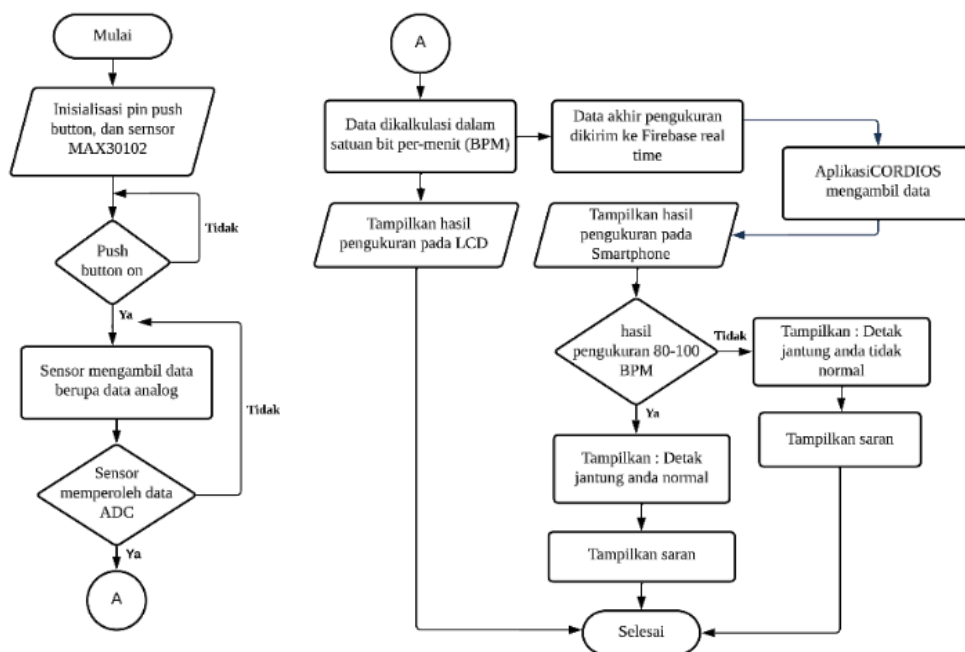 Mulai
Inisialisasi pin push
button, dan sernsor
MAX30102
Tidak
Push
button on
Ya
Sensor mengambil data
berupa data analog
Tidak
Sensor
memperoleh data
ADC
Ya
A
A
Data dikalkulasi dalam
satuan bit per-menit (BPM)
Data akhir pengukuran
dikirim ke Firebase real
time
AplikasiCORDIOS
mengambil data
Tampilkan hasil
pengukuran pada LCD
Tampilkan hasil
pengukuran pada
Smartphone
hasil
pengukuran 80-100
BPM
Tidak
Tampilkan : Detak
jantung anda tidak
normal
Tampilkan saran
Ya
Tampilkan : Detak
jantung anda normal
Tampilkan saran
Selesai